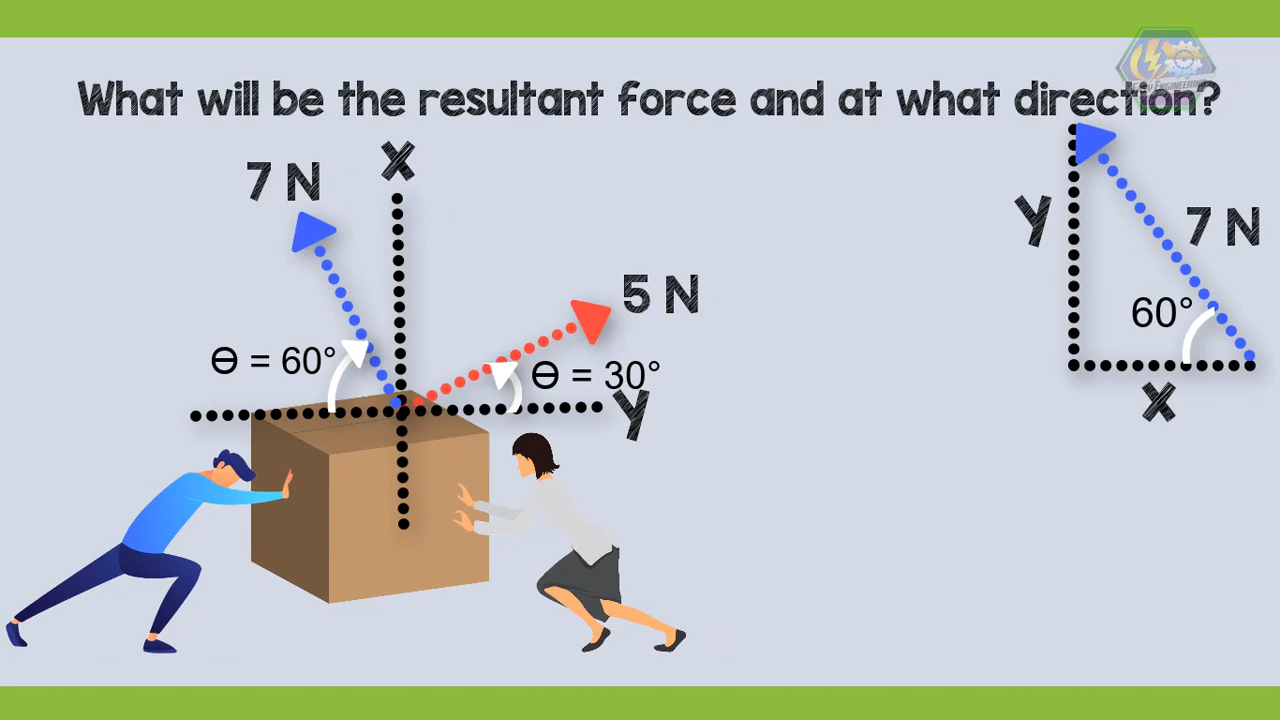 What will be the resultant force and at what direction?
7 N
X
5 N
Ɵ = 60°
Ɵ = 30°
y
y
7 N
60°
X